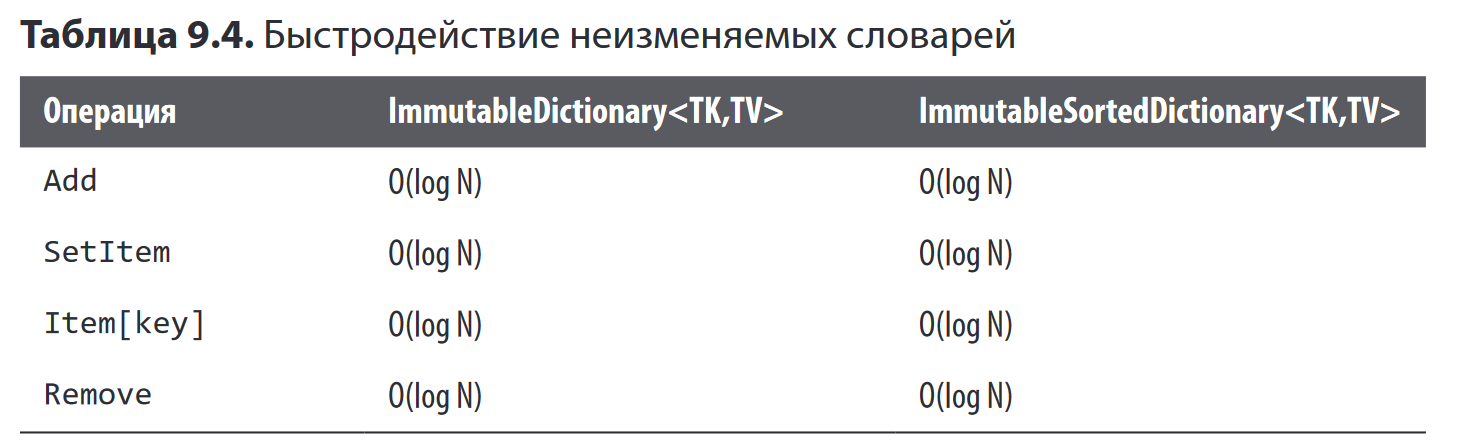 Таблица 9.4. Быстродействие неизменяемых словарей
Операция ImmutableDictionary<TK,TV> ImmutableSortedDictionary<TK,TV>
Add O(log N) O(log N)
SetItem O(log N) O(log N)
Item[key] O(log N) O(log N)
Remove O(log N) O(log N)